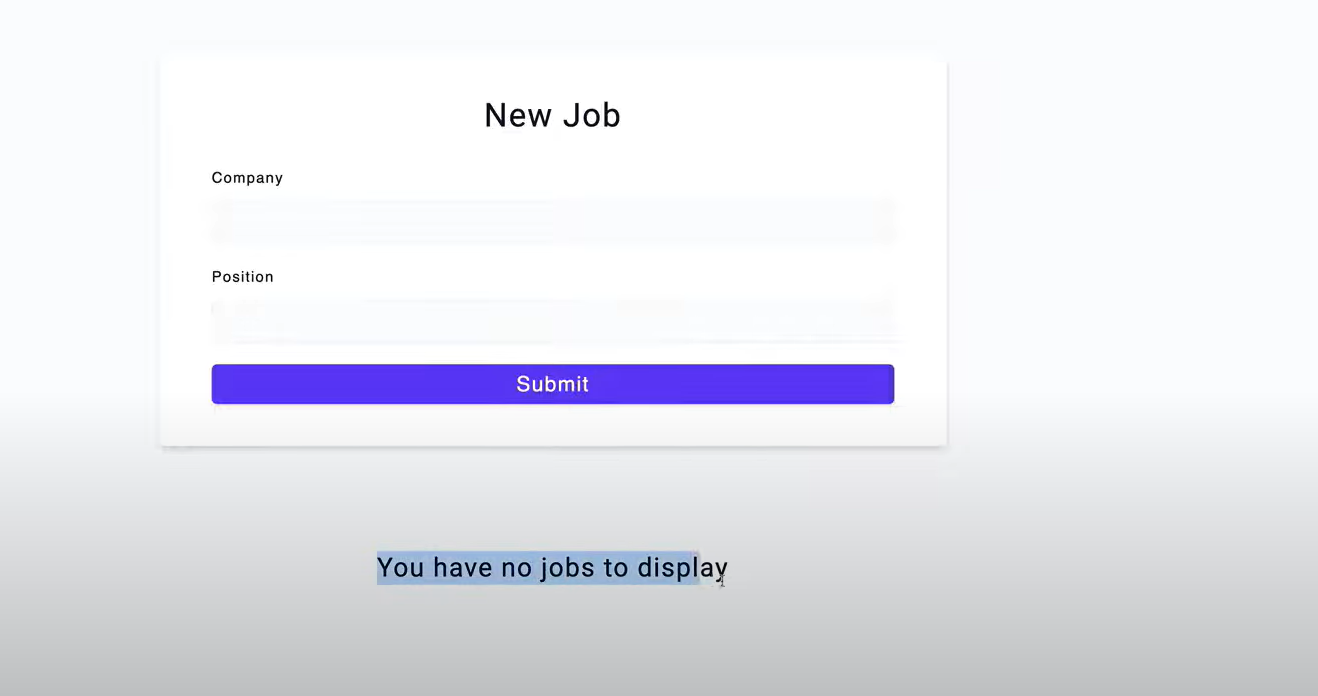 New Job
Company
Position
Submit
You have no jobs to display